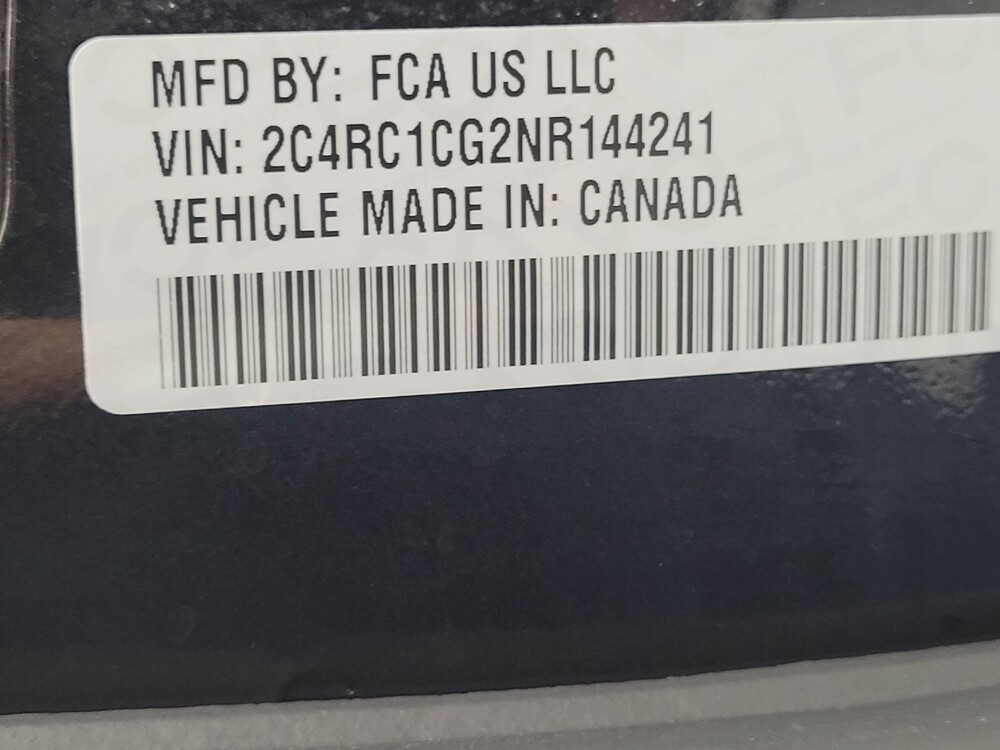 MFD BY: FCA US LLC
VIN: 2C4RC1CG2NR144241
VEHICLE MADE IN: CANADA